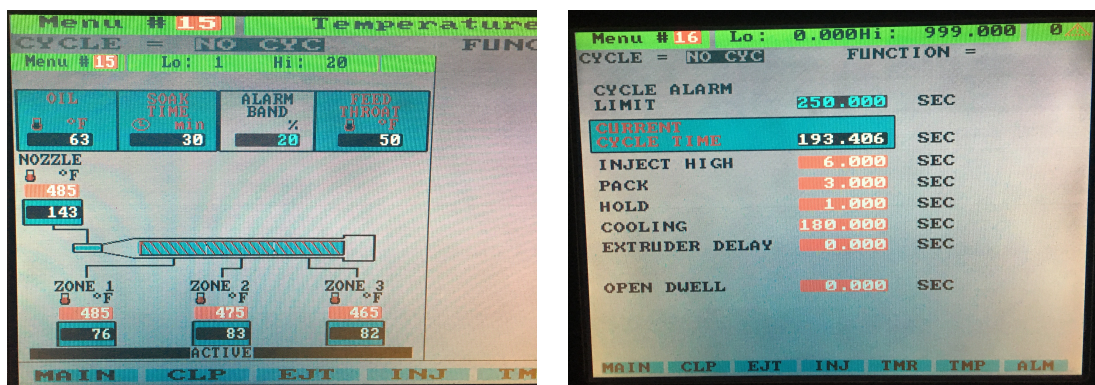 Menu # 15 Temperature
CYCLE = NO CYC FUNC
Menu # 15 Lo: 1 Hi: 20
OIL SOAK TIME ALARM BAND FEED THROAT
°F min % °F
63 30 20 50
NOZZLE
°F
485
143
ZONE 1 ZONE 2 ZONE 3
°F °F °F
485 475 465
76 83 82
ACTIVE
MAIN CLP EJT INJ TM
Menu # 16 Lo: 0.000 Hi: 999.000 0
CYCLE = NO CYC FUNCTION =
CYCLE ALARM
LIMIT 250.000 SEC
CURRENT
CYCLE TIME 193.406 SEC
INJECT HIGH 6.000 SEC
PACK 3.000 SEC
HOLD 1.000 SEC
COOLING 180.000 SEC
EXTRUDER DELAY 0.000 SEC
OPEN DWELL 0.000 SEC
MAIN CLP EJT INJ TMR TMP ALM